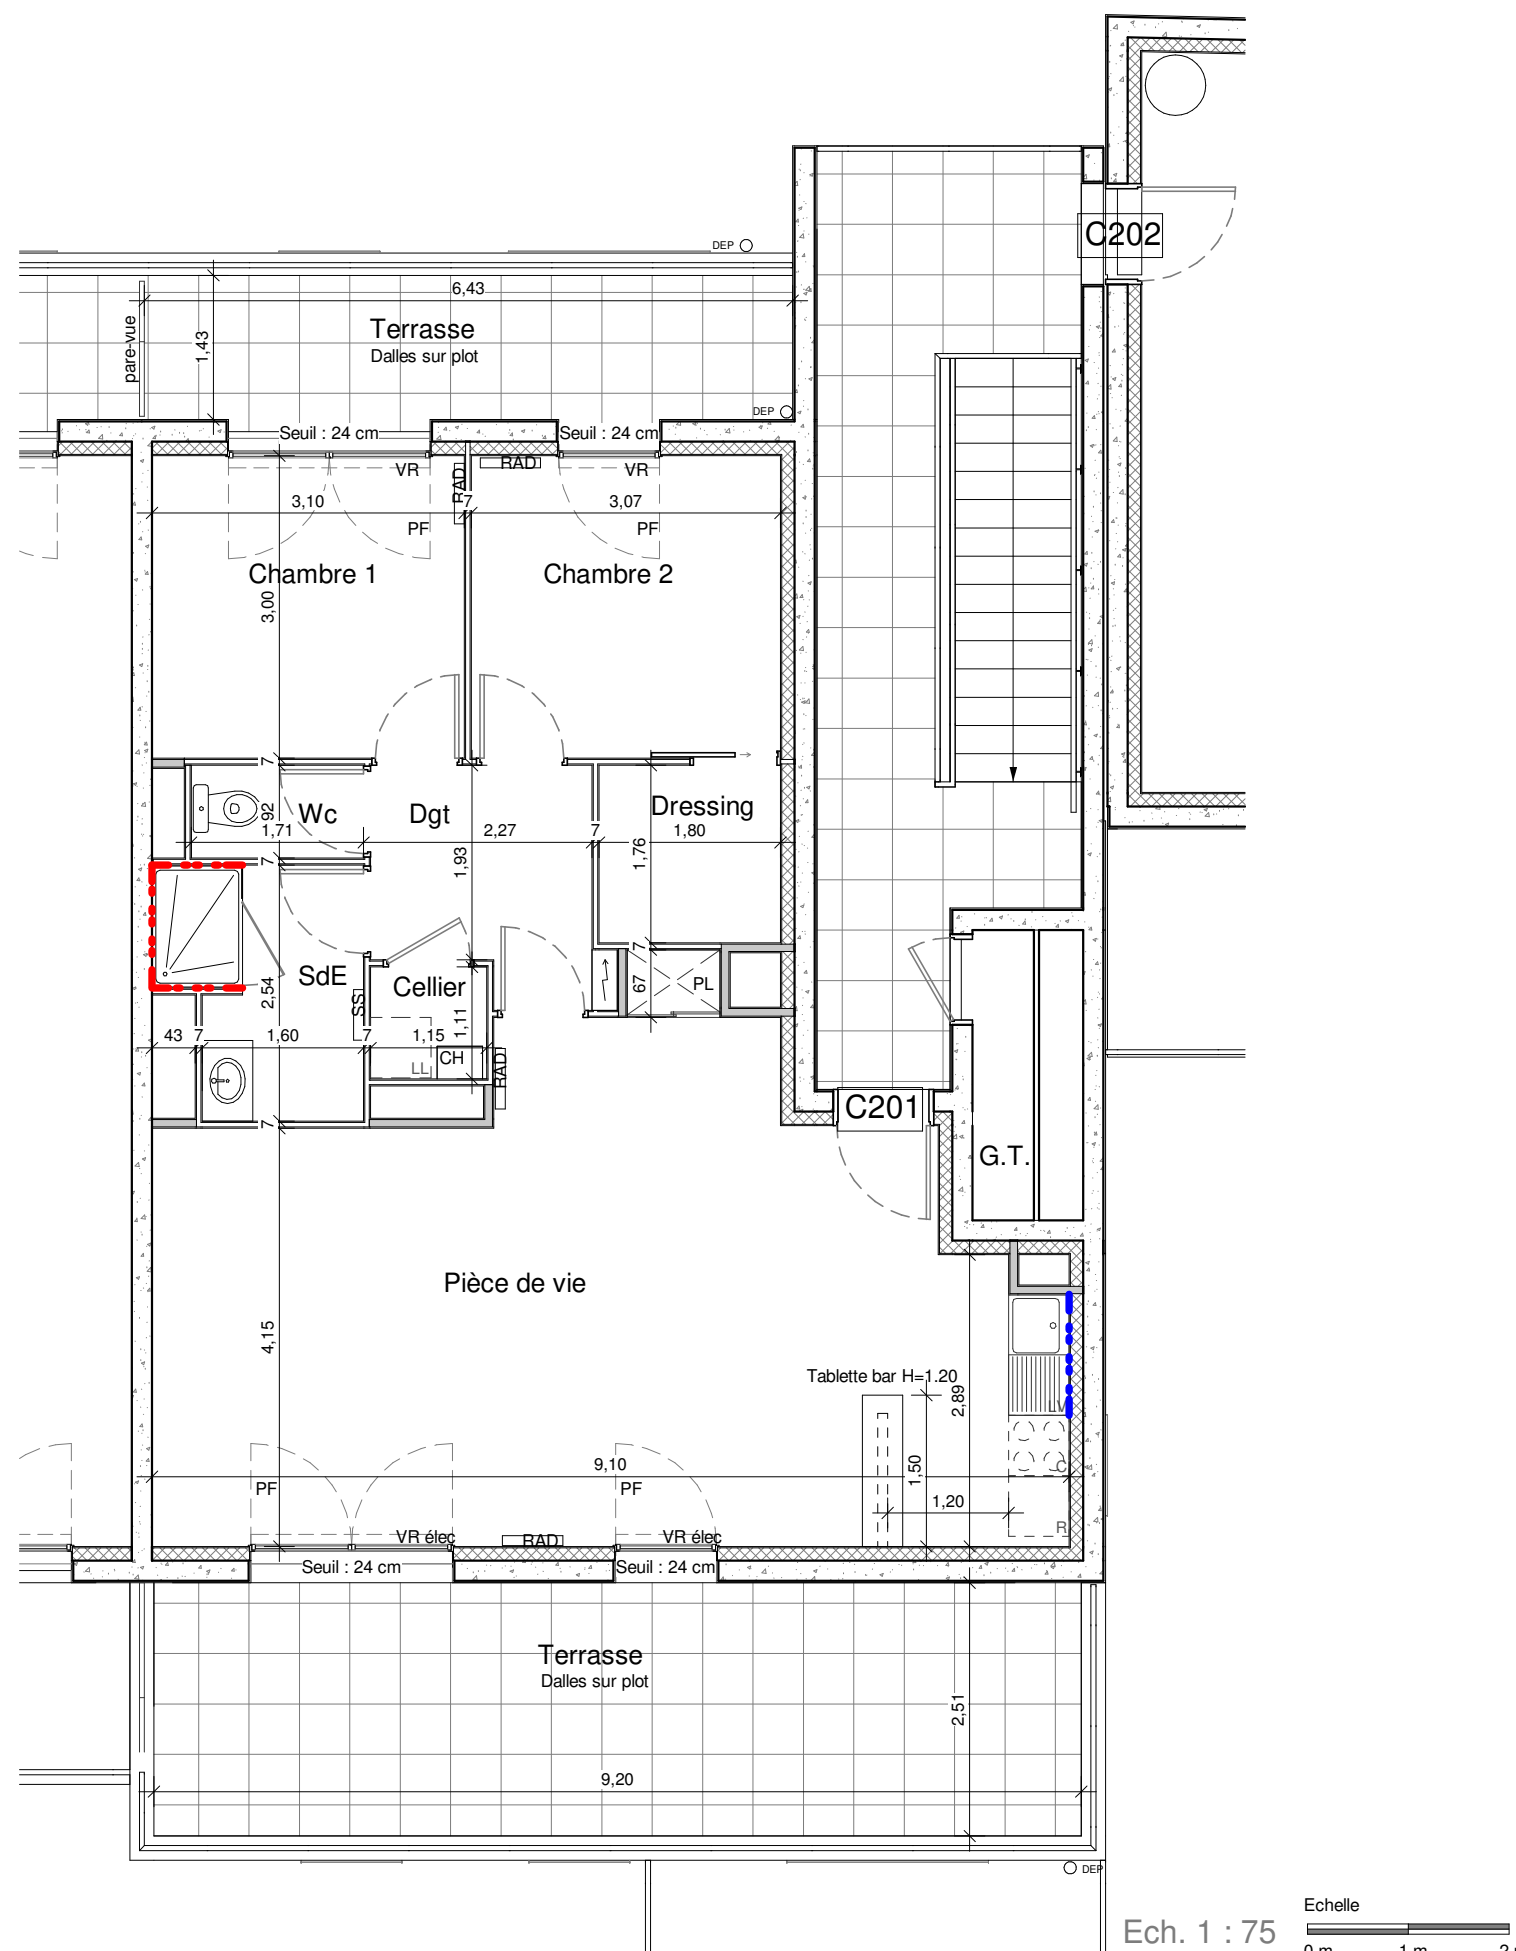 C202
DEP
6,43
pare-vue
1,43
Terrasse
Dalles sur plot
DEP
Seuil : 24 cm
Seuil : 24 cm
VR
RAD
RAD
VR
3,10
7
3,07
PF
PF
Chambre 1
Chambre 2
3,00
7
92
Wc
Dgt
Dressing
1,71
2,27
7
1,80
7
1,93
1,76
SdE
Cellier
7
2,54
SS
67
PL
43
7
1,60
7
1,15
1,11
CH
LL
RAD
C201
7
G.T.
Pièce de vie
4,15
Tablette bar H=1.20
2,89
LV
9,10
1,50
C
PF
PF
1,20
R
VR élec
RAD
VR élec
Seuil : 24 cm
Seuil : 24 cm
Terrasse
Dalles sur plot
2,51
9,20
DEP
Echelle
Ech. 1 : 75
0 m
1 m
2